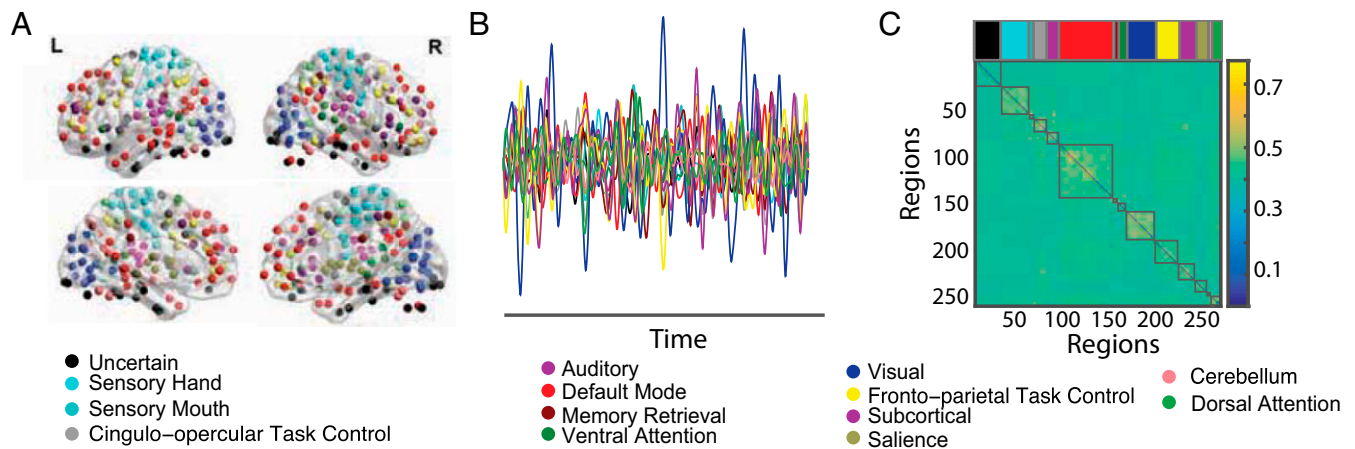 A
B
C
L
R
0.7
0.5
0.3
0.1
Regions
50
100
150
200
250
50 100 150 200 250
Regions
Time
Uncertain
Sensory Hand
Sensory Mouth
Cingulo-opercular Task Control
Auditory
Default Mode
Memory Retrieval
Ventral Attention
Visual
Fronto-parietal Task Control
Subcortical
Salience
Cerebellum
Dorsal Attention